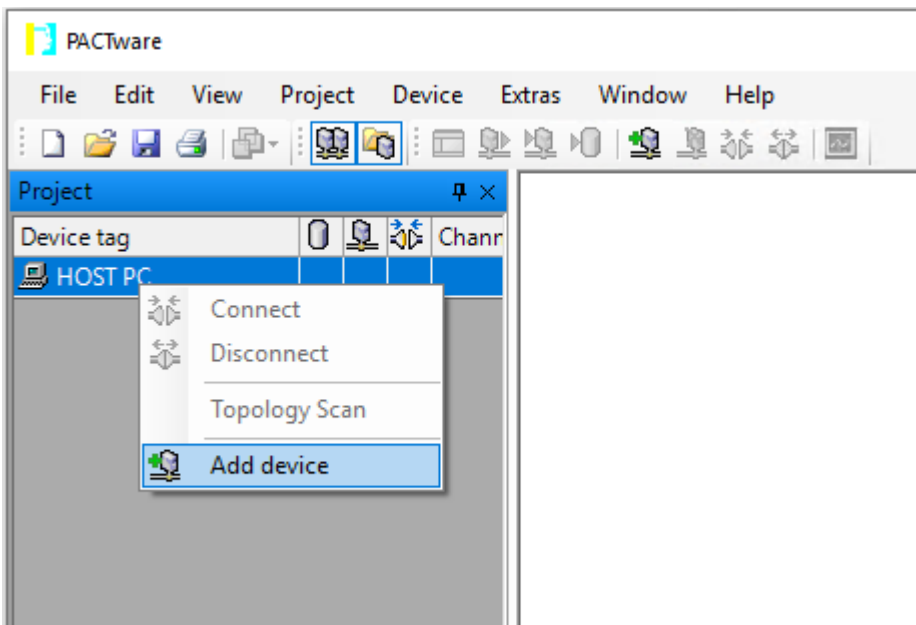 PACTware
File Edit View Project Device Extras Window Help
Project
Device tag Chann
HOST PC
Connect
Disconnect
Topology Scan
Add device